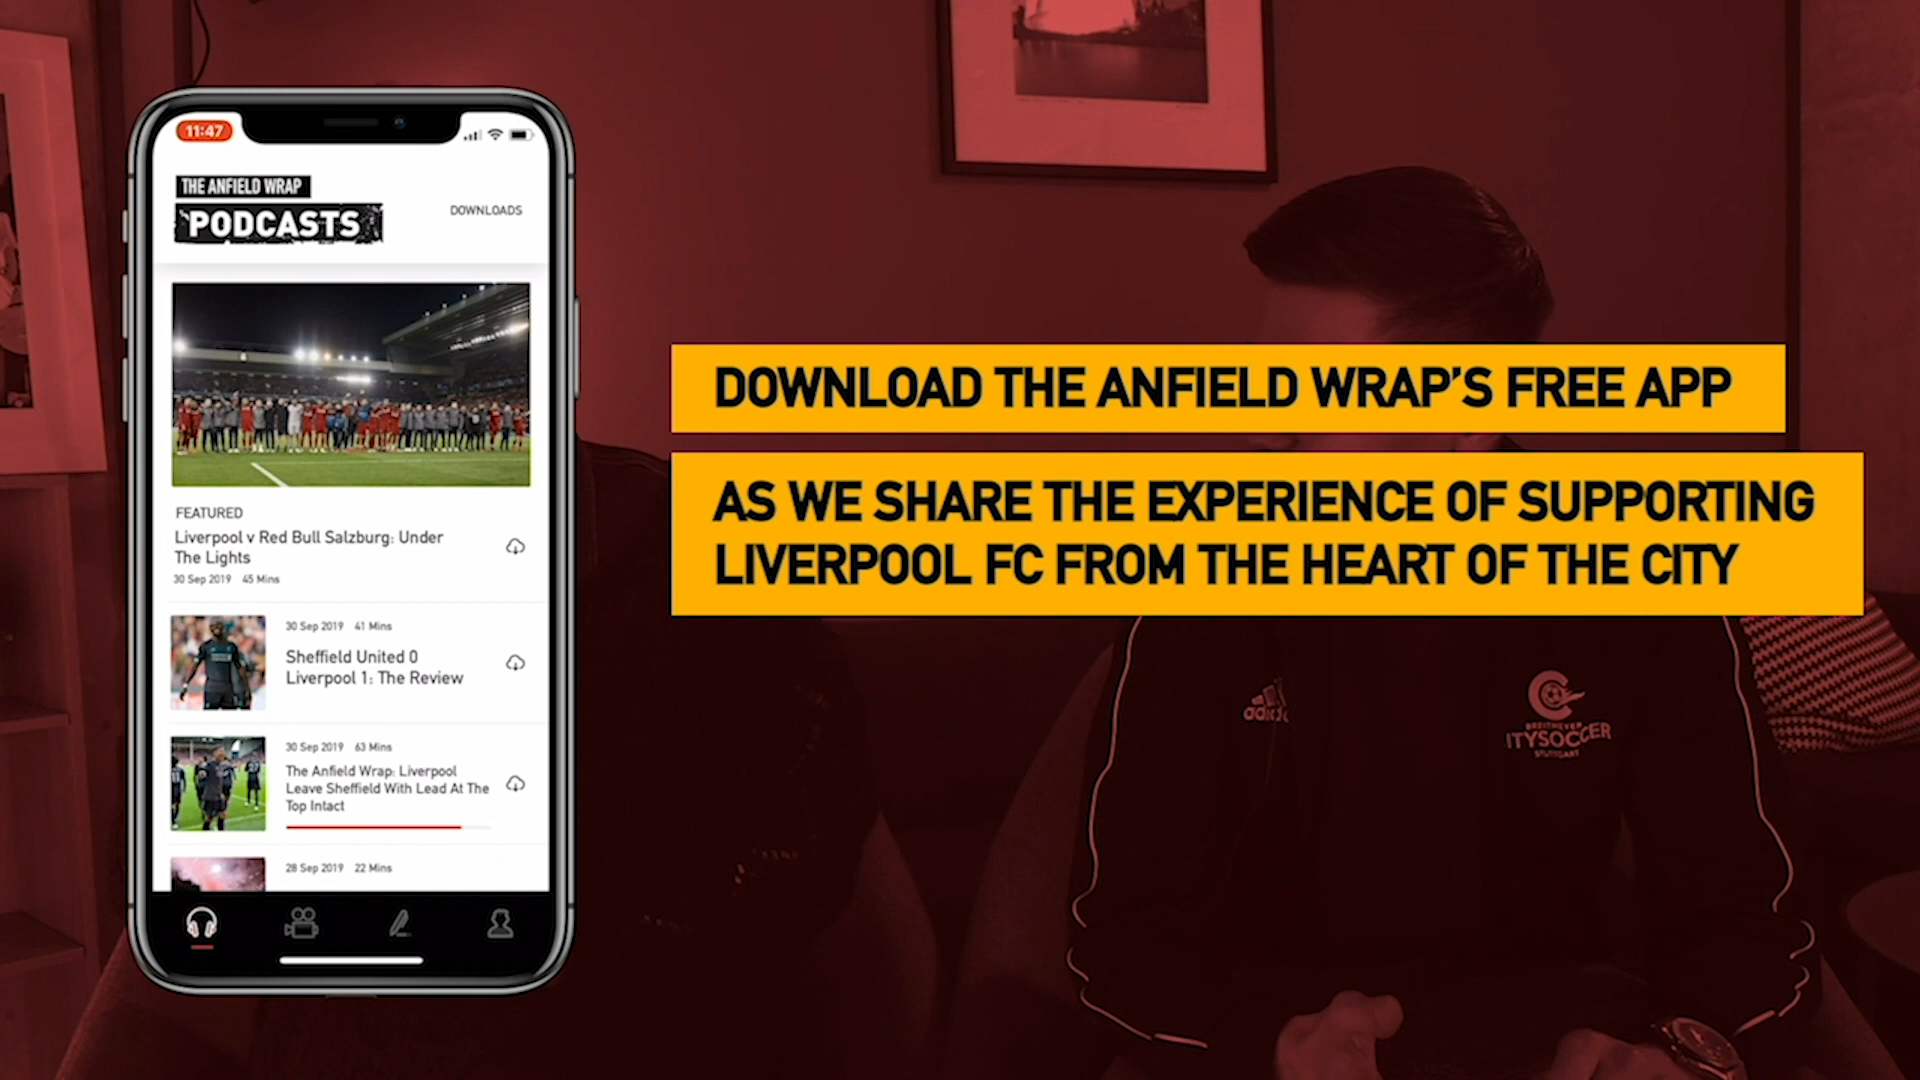 11:47
THE ANFIELD WRAP
PODCASTS
DOWNLOADS
FEATURED
Liverpool v Red Bull Salzburg: Under
The Lights
30 Sep 2019 45 Mins
30 Sep 2019 41 Mins
Sheffield United 0
Liverpool 1: The Review
30 Sep 2019 63 Mins
The Anfield Wrap: Liverpool
Leave Sheffield With Lead At The
Top Intact
28 Sep 2019 22 Mins
DOWNLOAD THE ANFIELD WRAP'S FREE APP
AS WE SHARE THE EXPERIENCE OF SUPPORTING
LIVERPOOL FC FROM THE HEART OF THE CITY
adidas
BREITMEYER
ITYSOCCER
STUTTGART